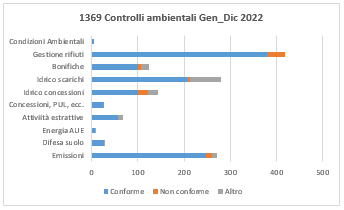 1369 Controlli ambientali Gen_Dic 2022
Condizioni Ambientali
Gestione rifiuti
Bonifiche
Idrico scarichi
Idrico concessioni
Concessioni, PUL, ecc.
Attività estrattive
Energia AUE
Difesa suolo
Emissioni
0 100 200 300 400 500
Conforme Non conforme Altro